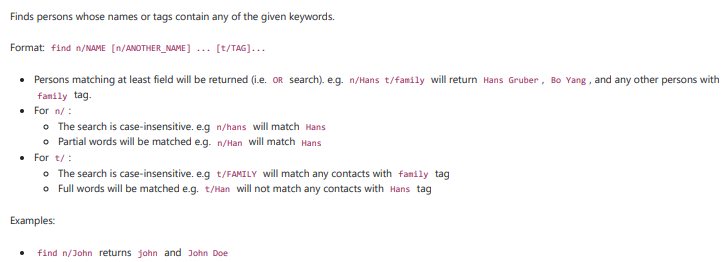 Finds persons whose names or tags contain any of the given keywords.
Format: find n/NAME [n/ANOTHER_NAME] ... [t/TAG]...
• Persons matching at least field will be returned (i.e. OR search). e.g. n/Hans t/family will return Hans Gruber, Bo Yang, and any other persons with
family tag.
• For n/ :
o The search is case-insensitive. e.g n/hans will match Hans
o Partial words will be matched e.g. n/Han will match Hans
• For t/ :
o The search is case-insensitive. e.g t/FAMILY will match any contacts with family tag
o Full words will be matched e.g. t/Han will not match any contacts with Hans tag
Examples:
• find n/John returns john and John Doe